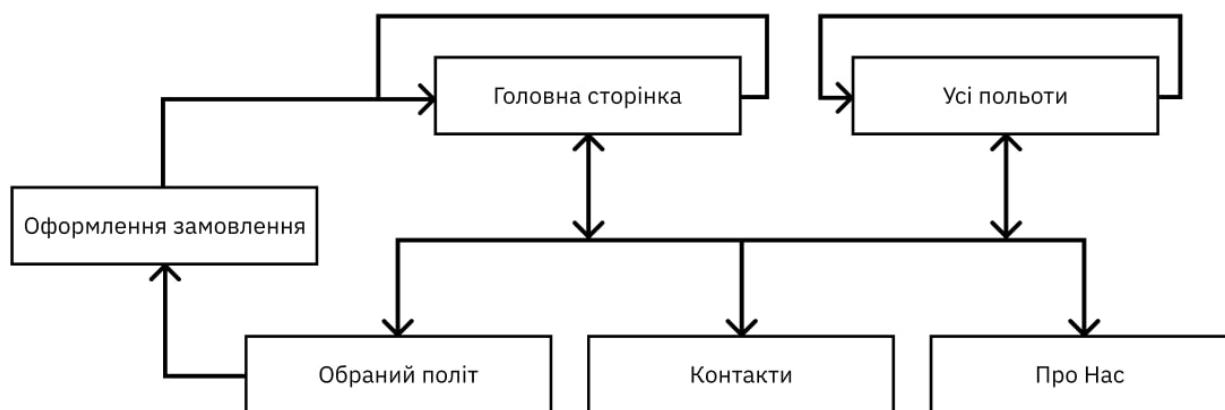 Головна сторінка
Усі польоти
Оформлення замовлення
Обраний політ
Контакти
Про Нас